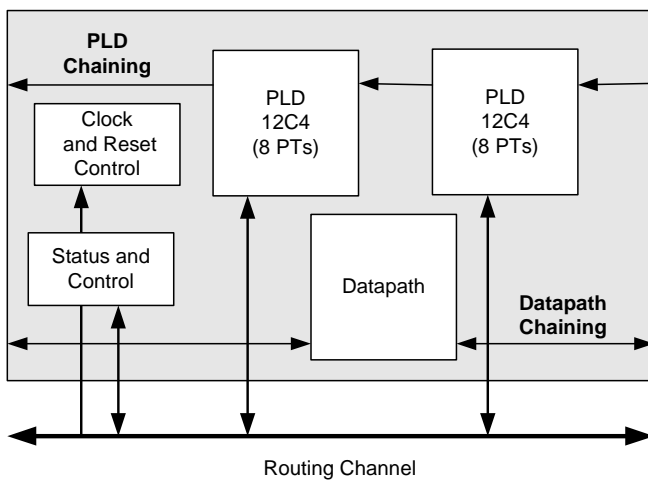 PLD
Chaining
PLD
12C4
(8 PTs)
PLD
12C4
(8 PTs)
Clock
and Reset
Control
Status and
Control
Datapath
Datapath
Chaining
Routing Channel